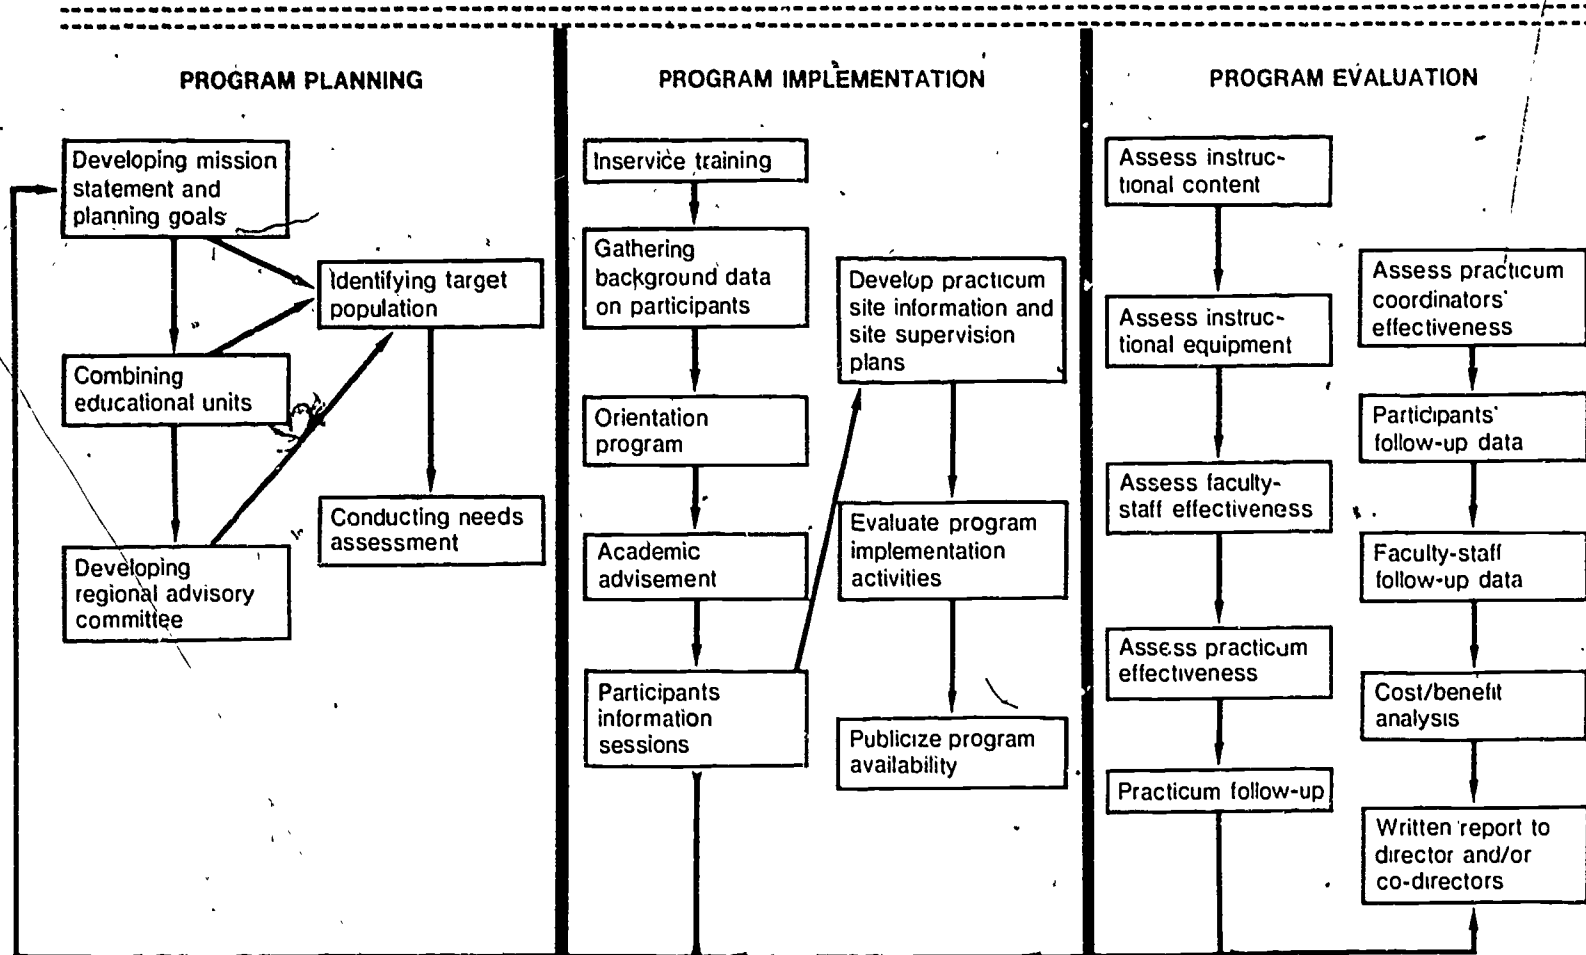 PROGRAM PLANNING
Developing mission
statement and
planning goals
Identifying target
population
Combining
educational units
Conducting needs
assessment
Developing
regional advisory
committee
PROGRAM IMPLEMENTATION
Inservice training
Gathering
background data
on participants
Develop practicum
site information and
site supervision
plans
Orientation
program
Academic
advisement
Evaluate program
implementation
activities
Participants
information
sessions
Publicize program
availability
PROGRAM EVALUATION
Assess instruc-
tional content
Assess instruc-
tional equipment
Assess faculty-
staff effectiveness
Assess practicum
effectiveness
Practicum follow-up
Assess practicum
coordinators'
effectiveness
Participants'
follow-up data
Faculty-staff
follow-up data
Cost/benefit
analysis
Written report to
director and/or
co-directors